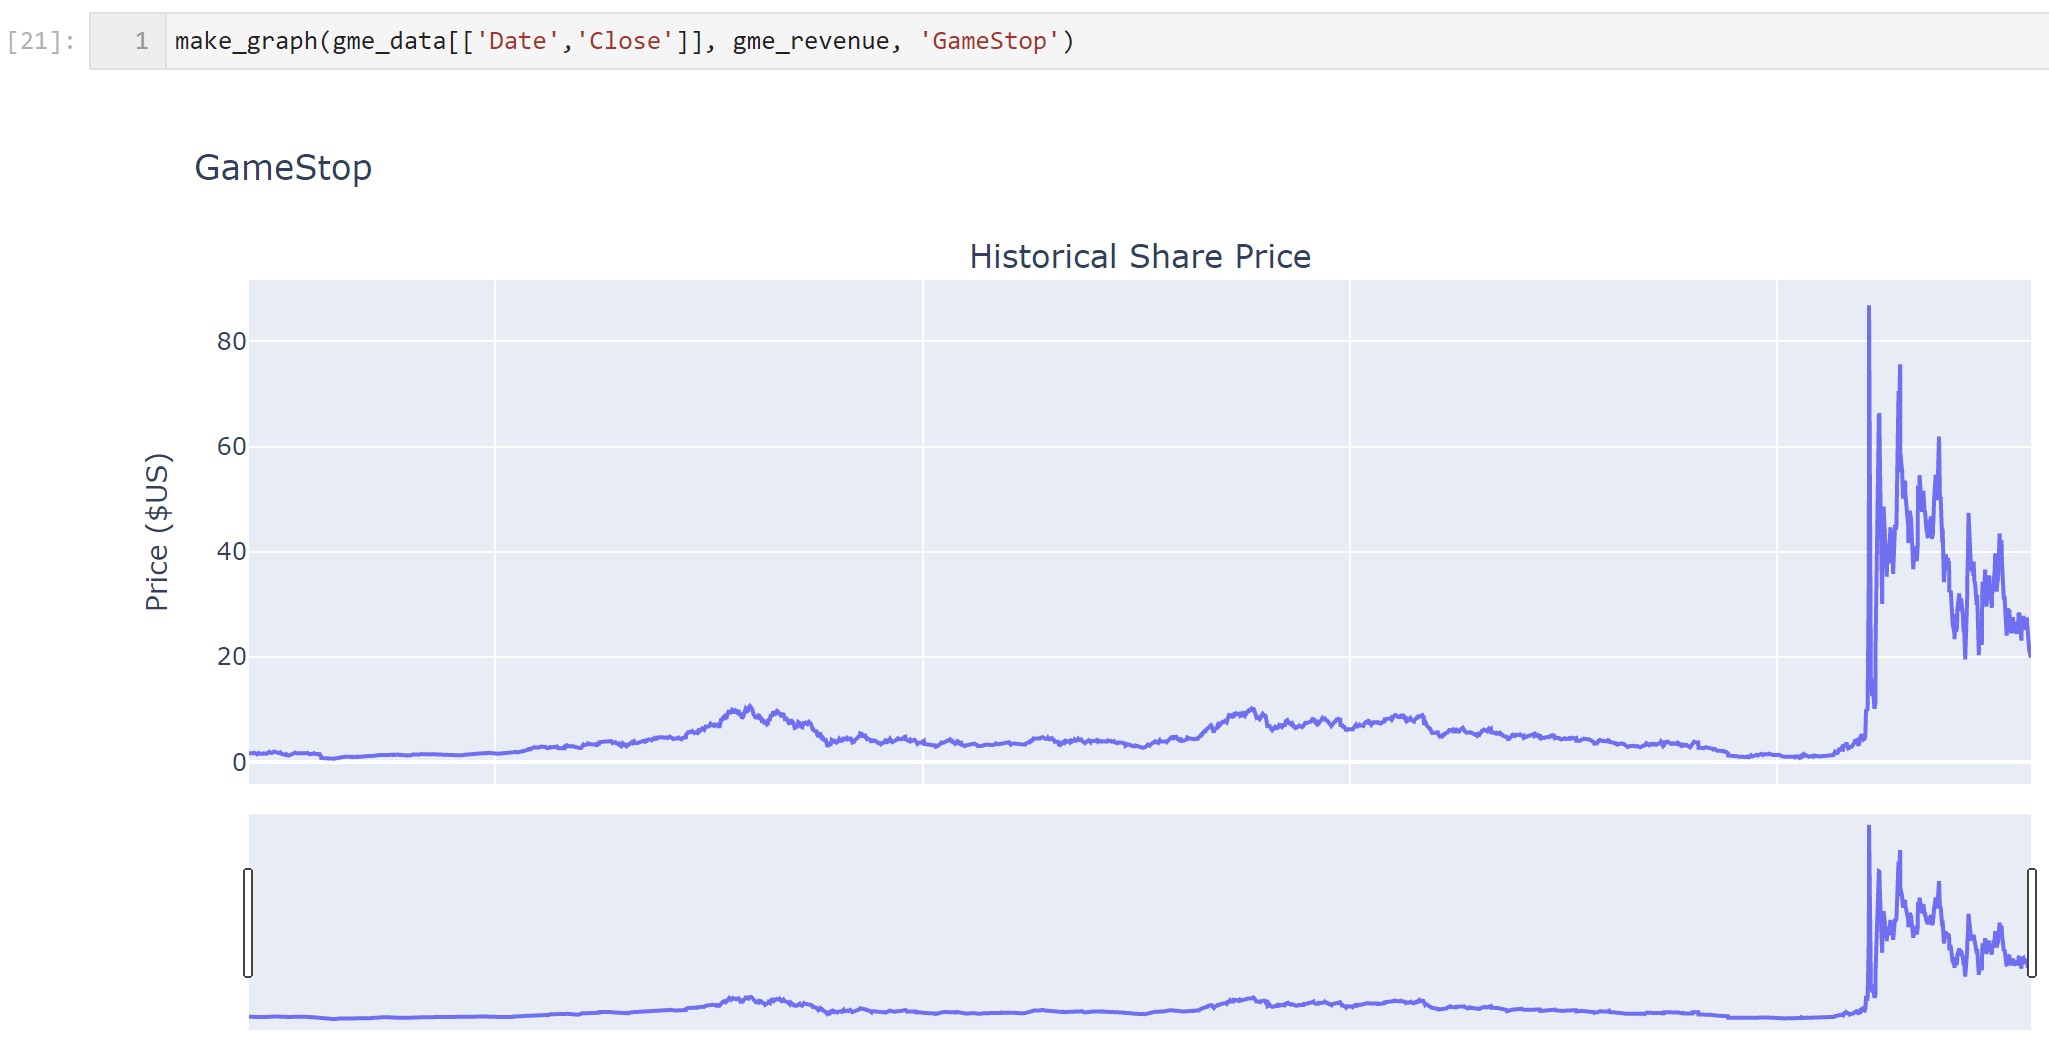 [21]: 1 make_graph(gme_data[['Date','Close']], gme_revenue, 'GameStop')
GameStop
Historical Share Price
80
60
40
20
0
Price ($US)